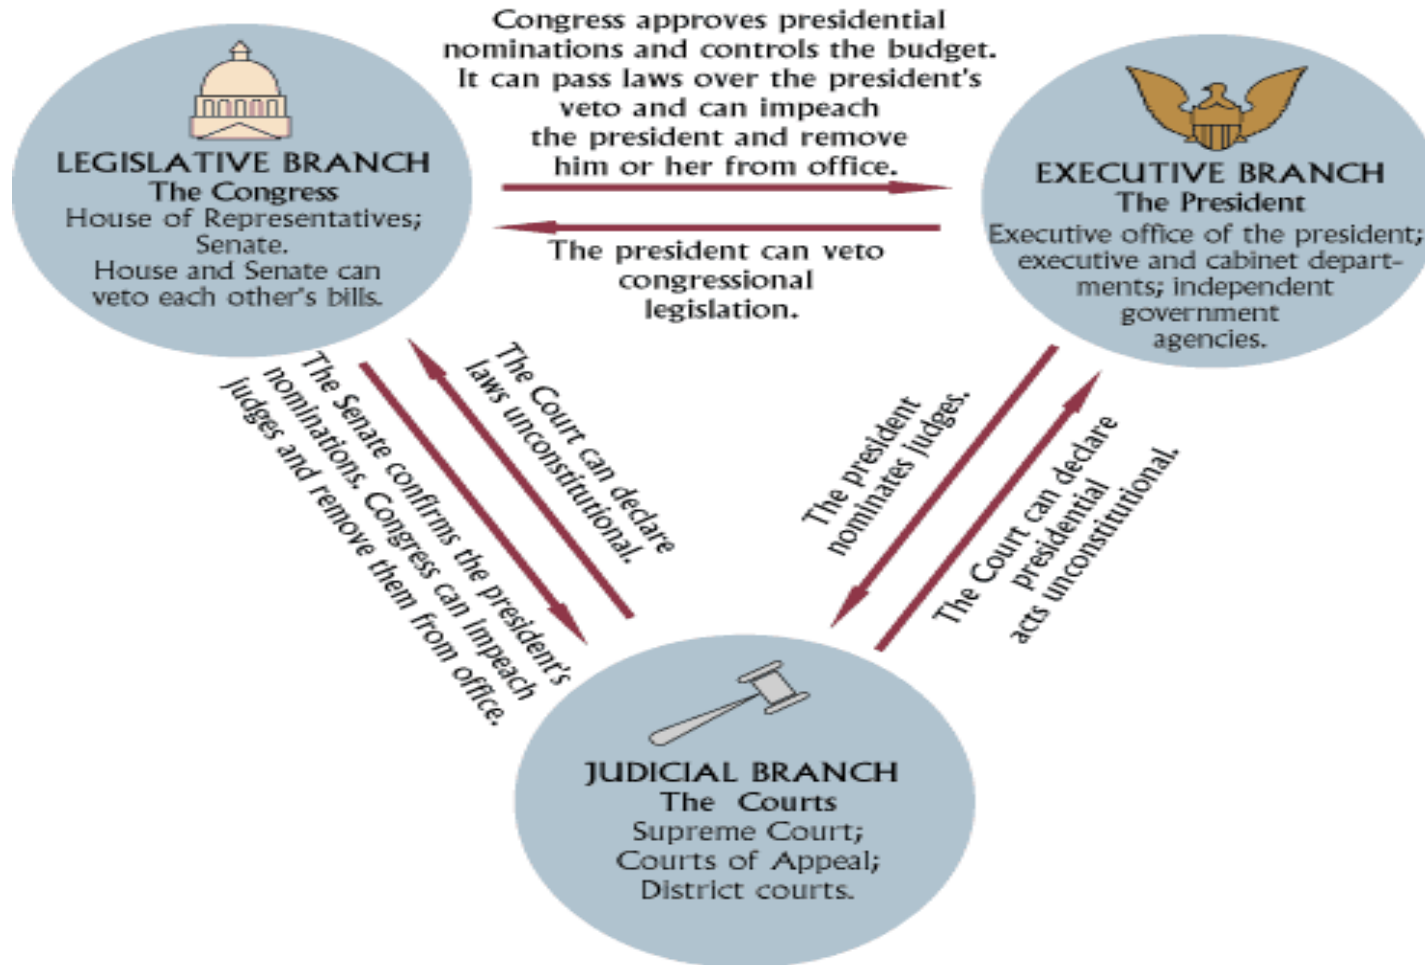 Congress approves presidential
nominations and controls the budget.
It can pass laws over the president's
veto and can impeach
the president and remove
him or her from office.
LEGISLATIVE BRANCH
The Congress
House of Representatives;
Senate.
House and Senate can
veto each other's bills.
EXECUTIVE BRANCH
The President
Executive office of the president;
executive and cabinet depart-
ments; independent
government
agencies.
The president can veto
congressional
legislation.
The Senate confirms the president's
nominations. Congress can impeach
judges and remove them from office.
The Court can declare
laws unconstitutional.
The president
nominates judges.
The Court can declare
presidential
acts unconstitutional.
JUDICIAL BRANCH
The Courts
Supreme Court;
Courts of Appeal;
District courts.